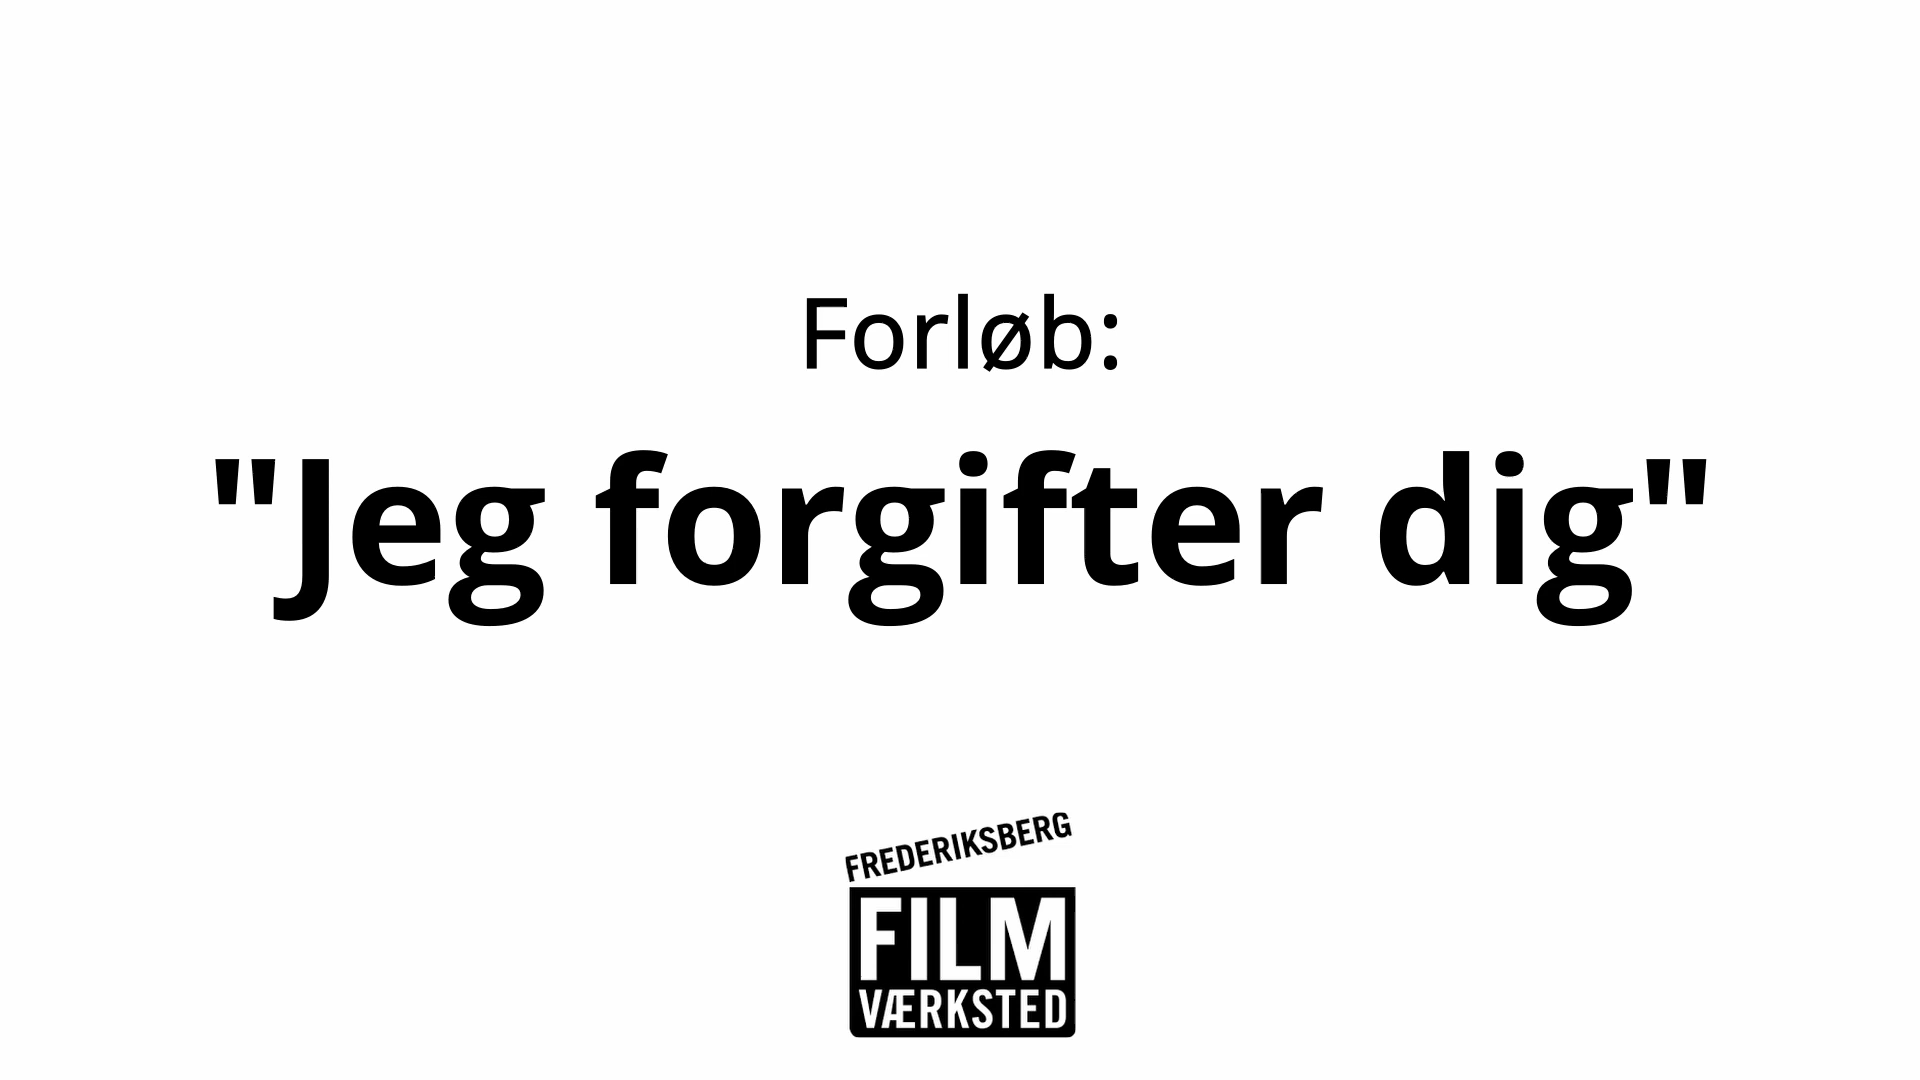 Forløb:
"Jeg forgifter dig"
FREDERIKSBERG
FILM
VÆRKSTED